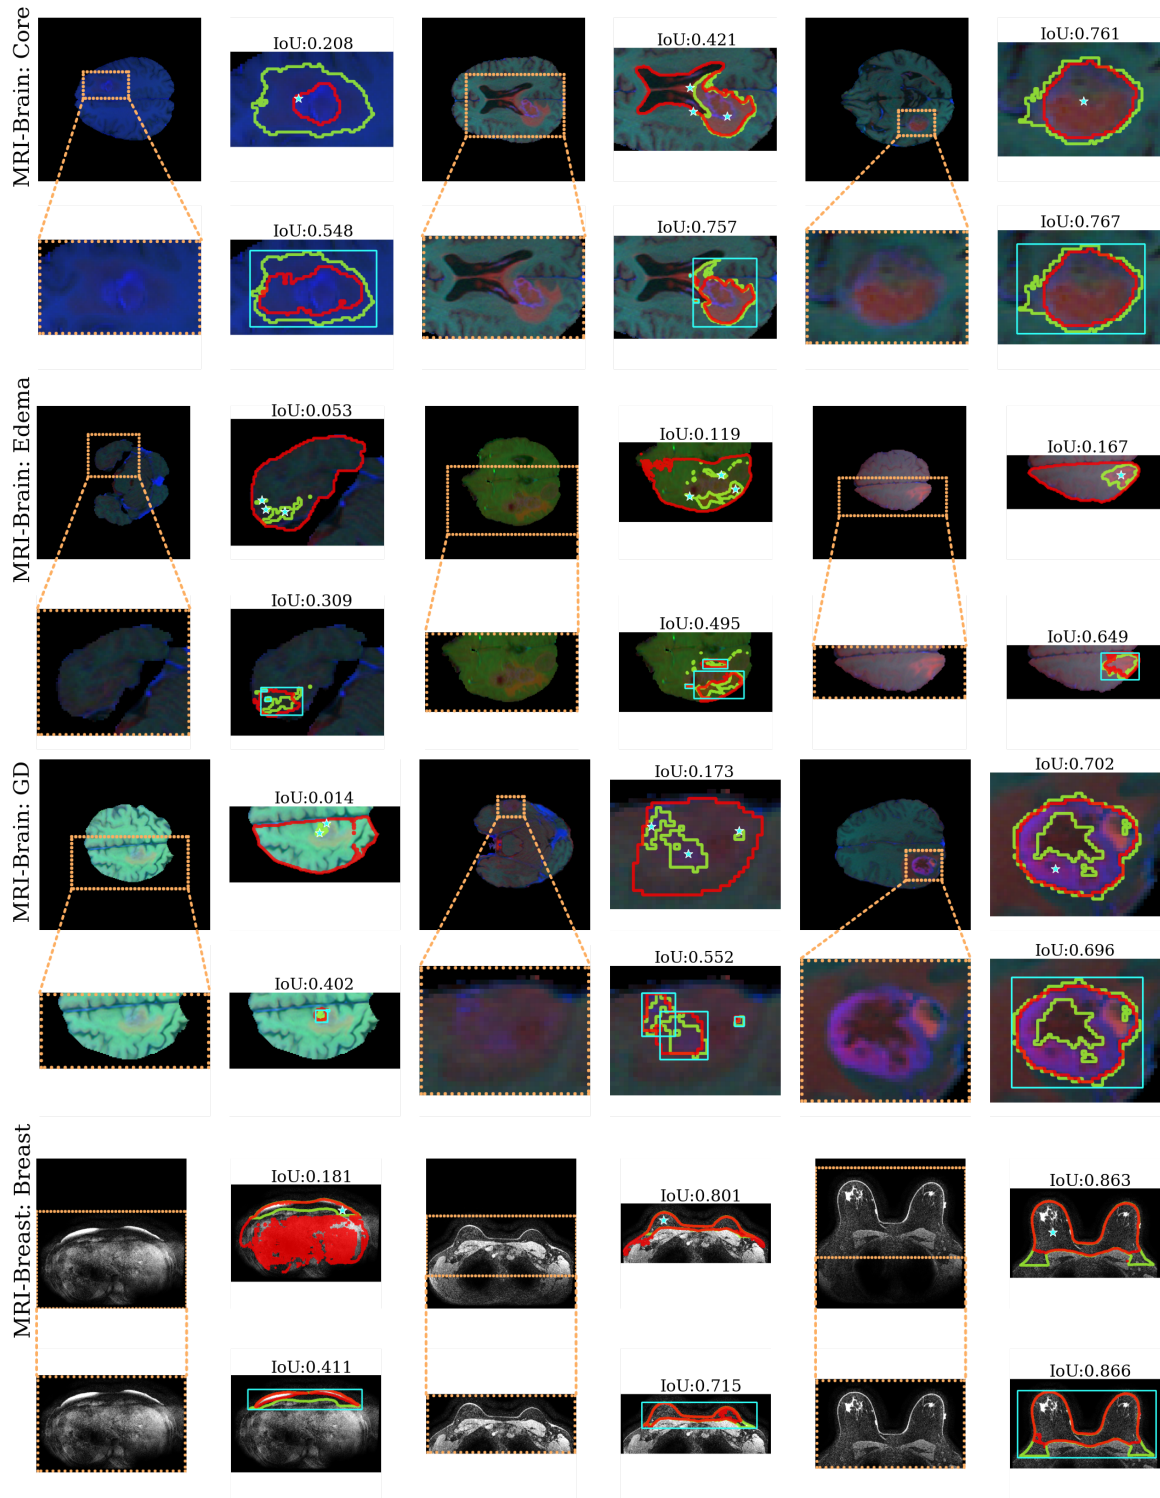 MRI-Brain: Core
IoU:0.208
IoU:0.421
IoU:0.761
IoU:0.548
IoU:0.757
IoU:0.767
MRI-Brain: Edema
IoU:0.053
IoU:0.119
IoU:0.167
IoU:0.309
IoU:0.495
IoU:0.649
MRI-Brain: GD
IoU:0.014
IoU:0.173
IoU:0.702
IoU:0.402
IoU:0.552
IoU:0.696
MRI-Breast: Breast
IoU:0.181
IoU:0.801
IoU:0.863
IoU:0.411
IoU:0.715
IoU:0.866